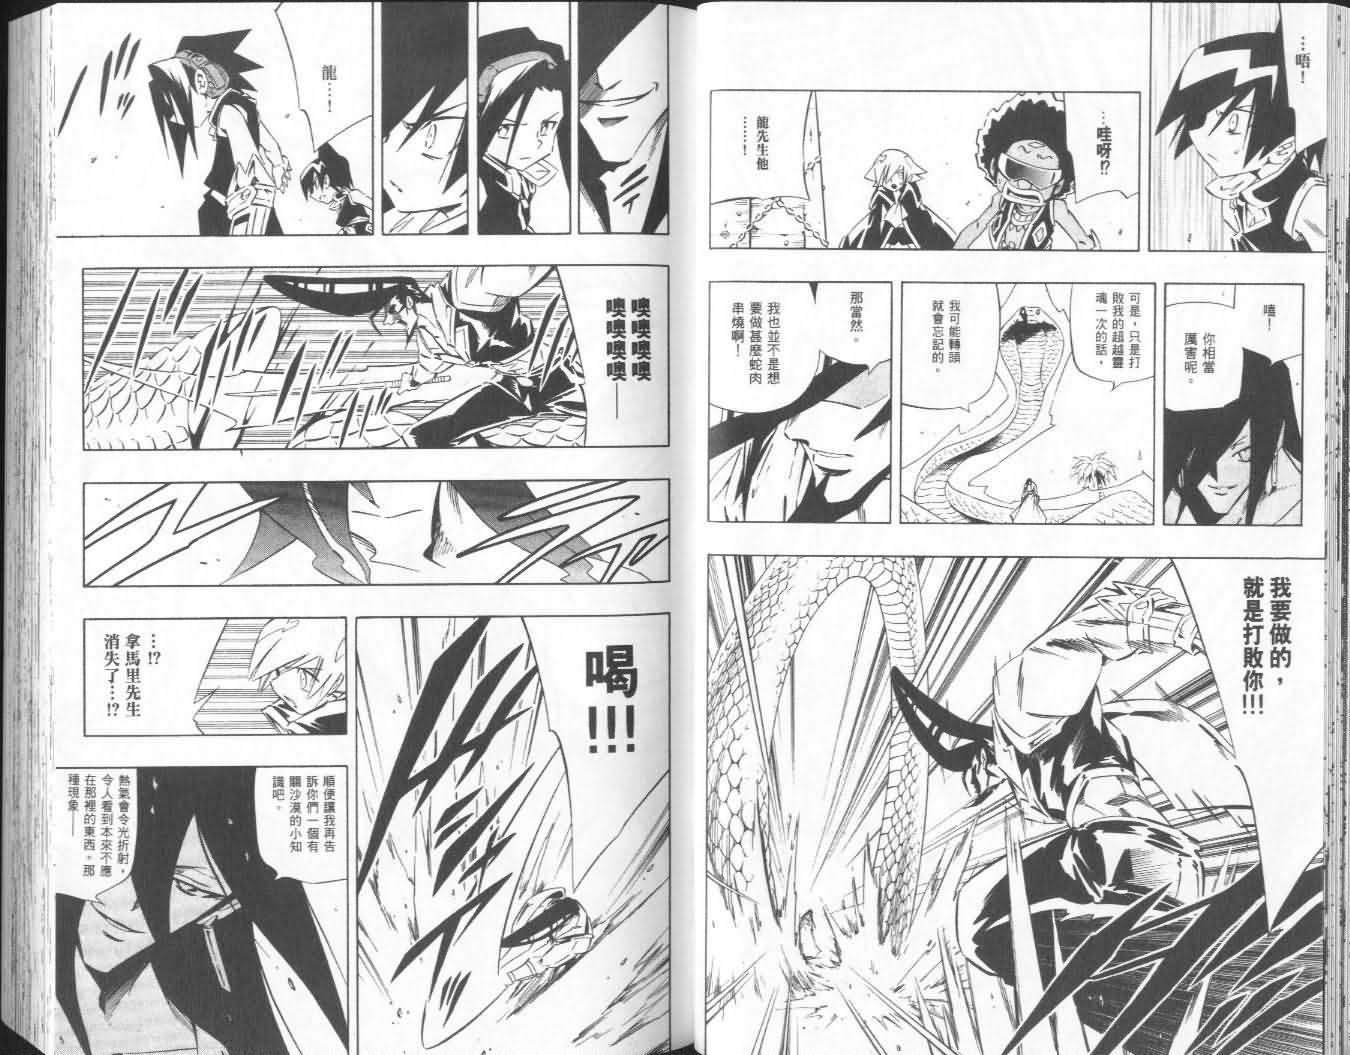 …唔!
…哇呀!?
龍先生他
………!
嘻!
你相當
厲害呢。
可是，只是打
敗我的超越靈
魂一次的話，
我可能轉頭
就會忘記的。
那當然。
我也並不是想
要做甚麼蛇肉
串燒啊!
我要做的，
就是打敗你!!!
龍…!
噢噢噢噢
噢噢噢噢——
喝!!!
…!?
拿馬里先生
消失了…!?
順便讓我再告
訴你們一個有
關沙漠的小知
識吧。
熱氣會令光折射，
令人看到本來不應
在那裡的東西。那
種現象——